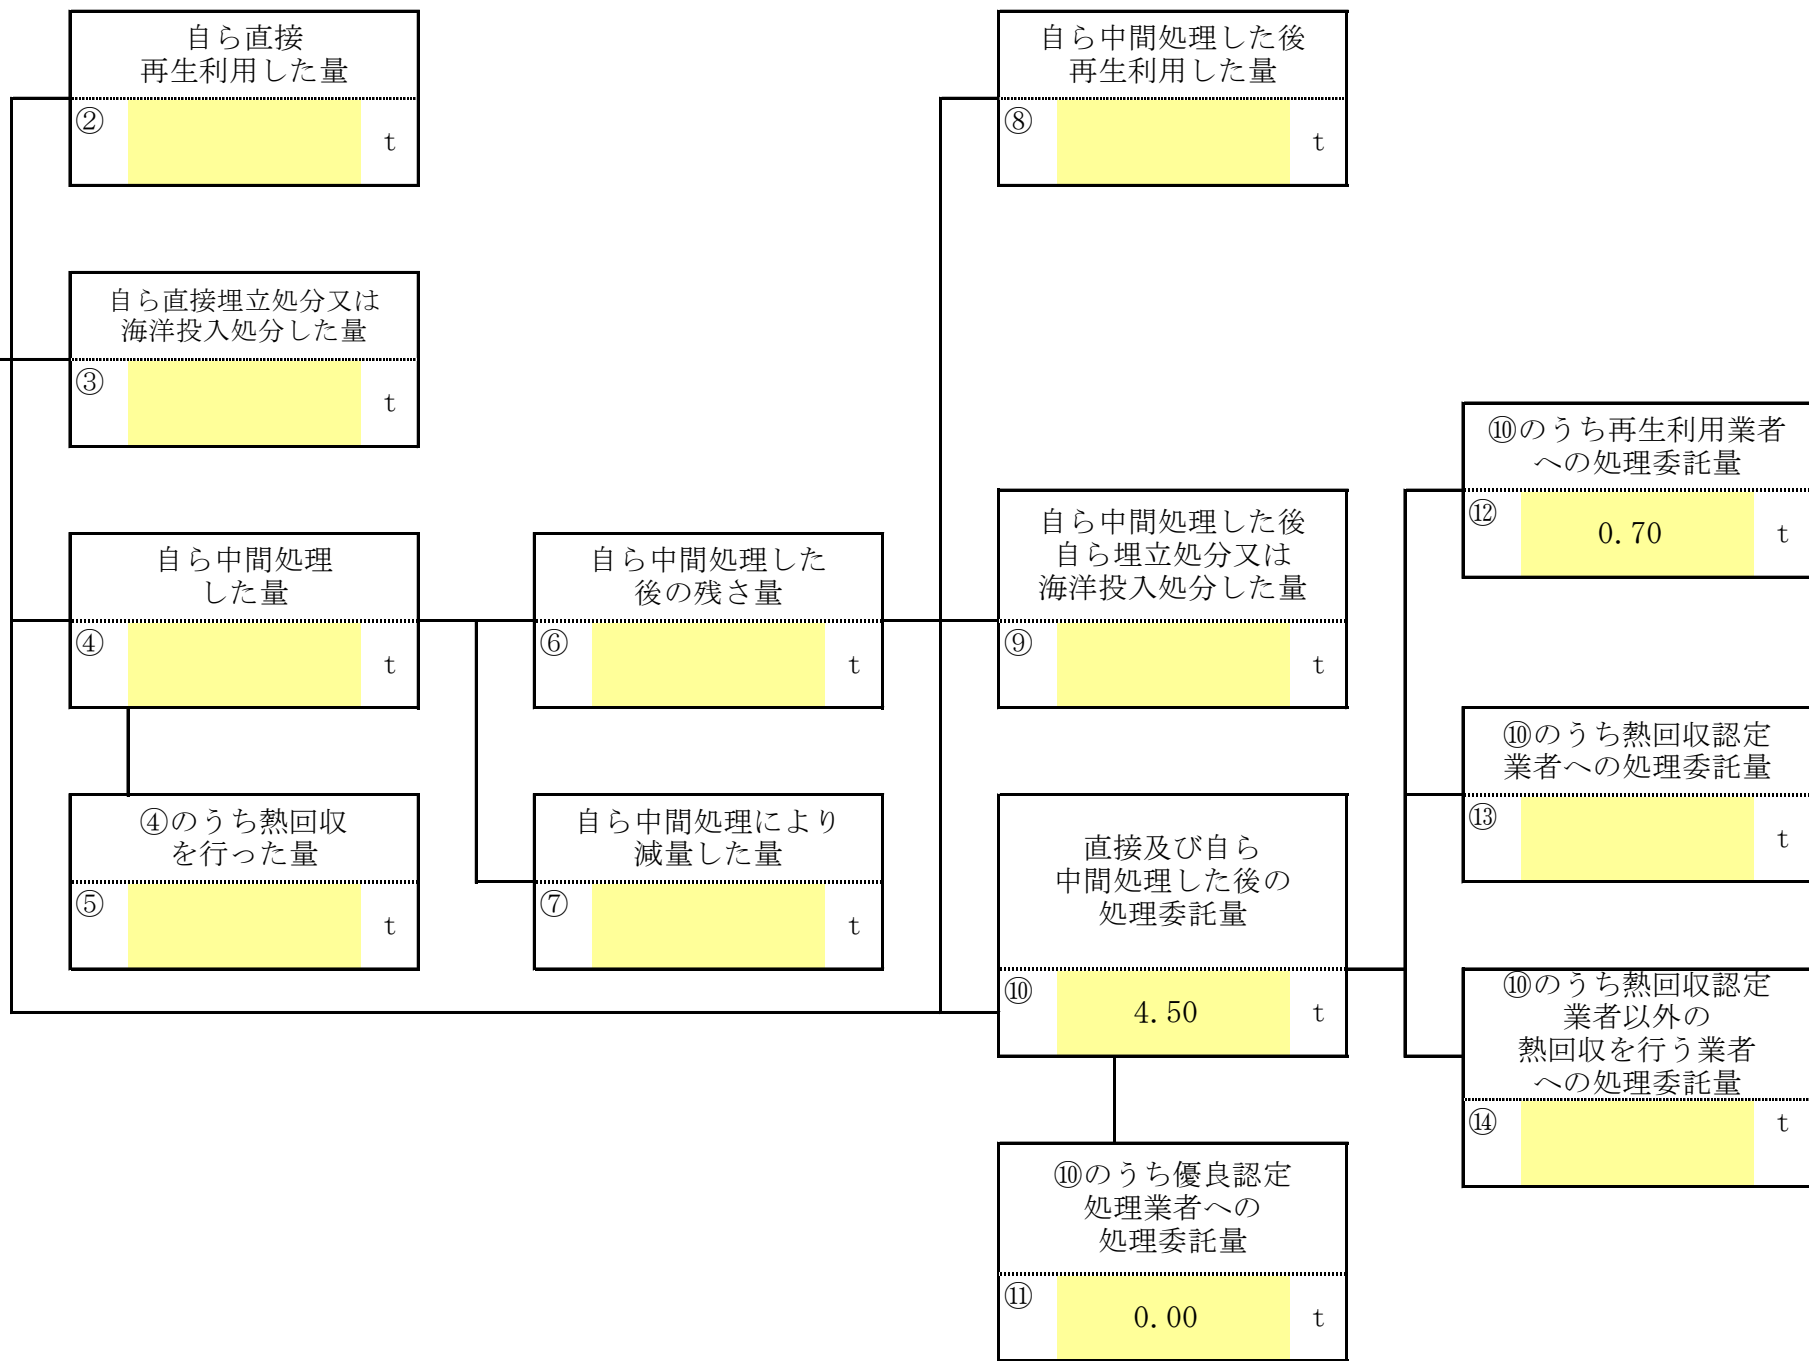 自ら直接
再生利用した量
②
t
自ら中間処理した後
再生利用した量
⑧
t
自ら直接埋立処分又は
海洋投入処分した量
③
t
⑩のうち再生利用業者
への処理委託量
⑫
0.70
t
自ら中間処理
した量
④
t
自ら中間処理した
後の残さ量
⑥
t
自ら中間処理した後
自ら埋立処分又は
海洋投入処分した量
⑨
t
⑩のうち熱回収認定
業者への処理委託量
⑬
t
④のうち熱回収
を行った量
⑤
t
自ら中間処理により
減量した量
⑦
t
直接及び自ら
中間処理した後の
処理委託量
⑩
4.50
t
⑩のうち熱回収認定
業者以外の
熱回収を行う業者
への処理委託量
⑭
t
⑩のうち優良認定
処理業者への
処理委託量
⑪
0.00
t